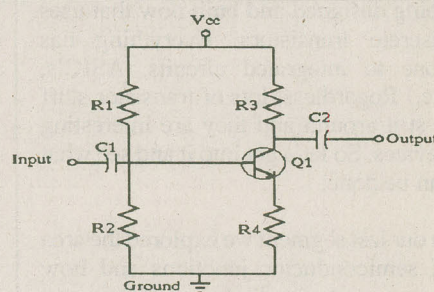 Vcc
R1
R3
C2
Output
C1
Input
Q1
R2
R4
Ground